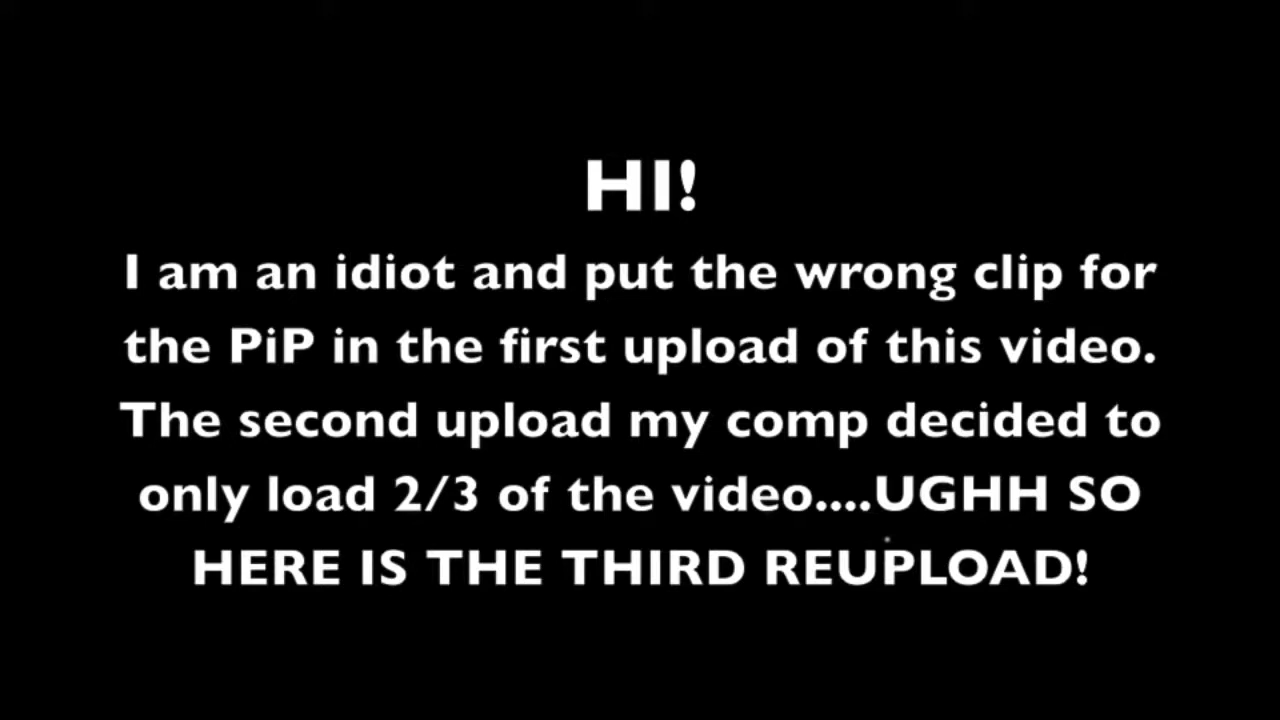 HI!
I am an idiot and put the wrong clip for
the PiP in the first upload of this video.
The second upload my comp decided to
only load 2/3 of the video....UGHH SO
HERE IS THE THIRD REUPLOAD!